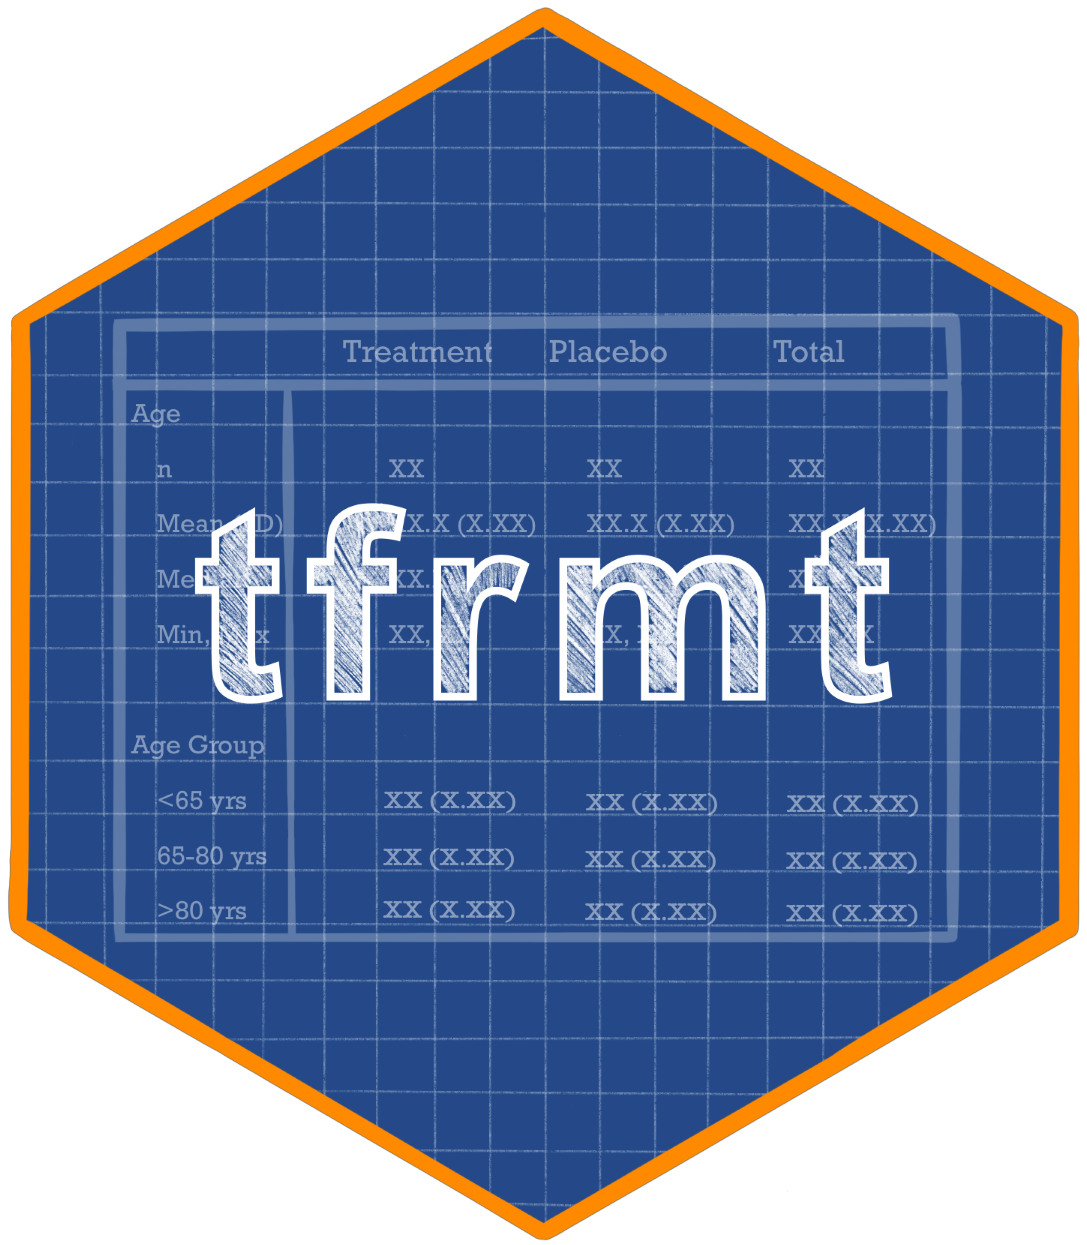 Treatment Placebo Total
Age
n XX XX XX
XX.X (X.XX) XX.X (X.XX)
tfrmt
Age Group
<65 yrs XX (X.XX) XX (X.XX) XX (X.XX)
65-80 yrs XX (X.XX) XX (X.XX) XX (X.XX)
>80 yrs XX (X.XX) XX (X.XX) XX (X.XX)